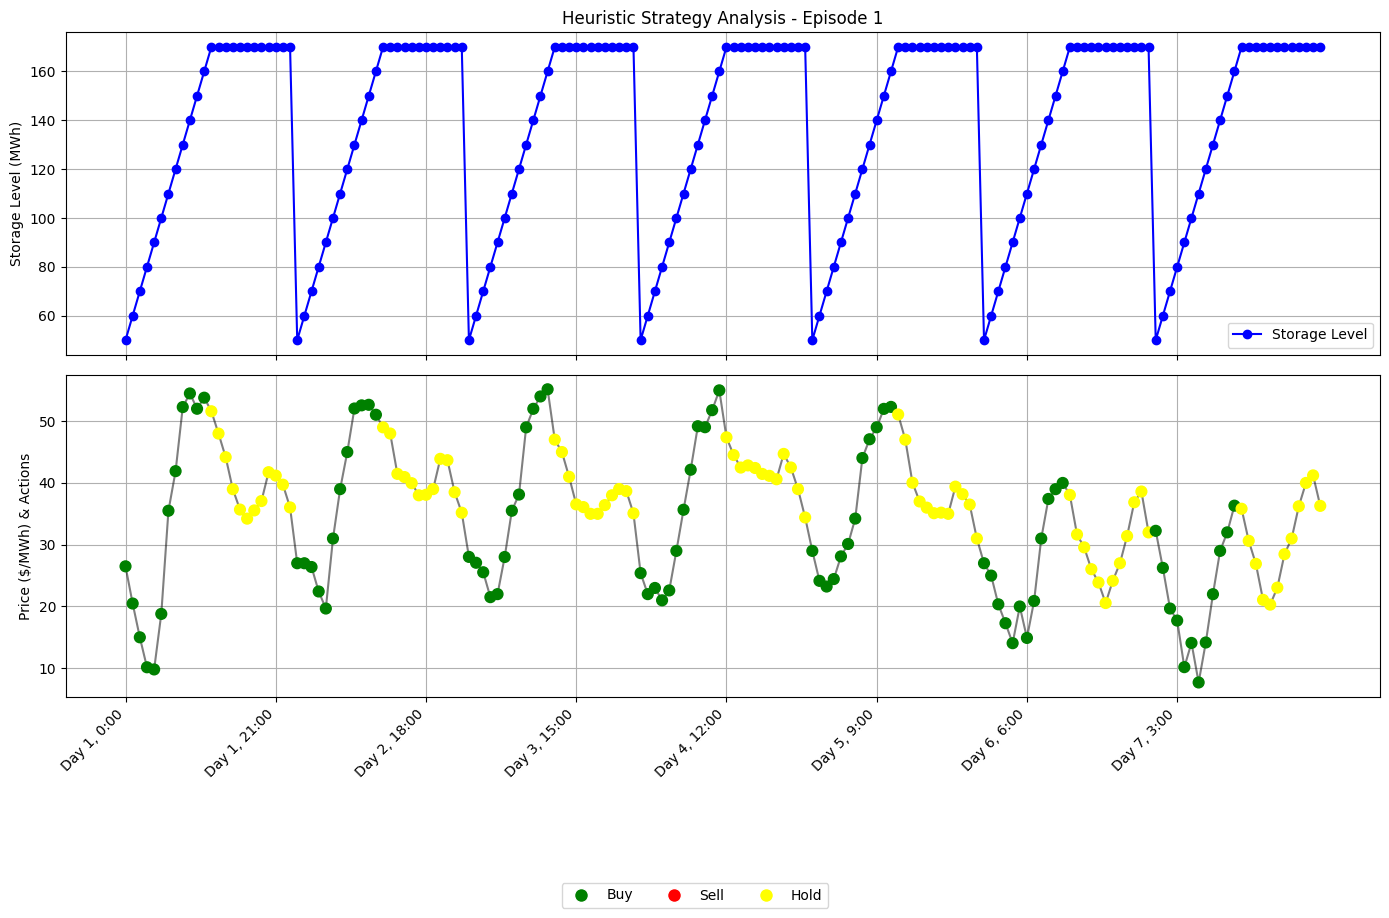 Heuristic Strategy Analysis - Episode 1
Storage Level (MWh)
160
140
120
100
80
60
Storage Level
Price ($/MWh) & Actions
50
40
30
20
10
Day 1, 0:00
Day 1, 21:00
Day 2, 18:00
Day 3, 15:00
Day 4, 12:00
Day 5, 9:00
Day 6, 6:00
Day 7, 3:00
Buy Sell Hold